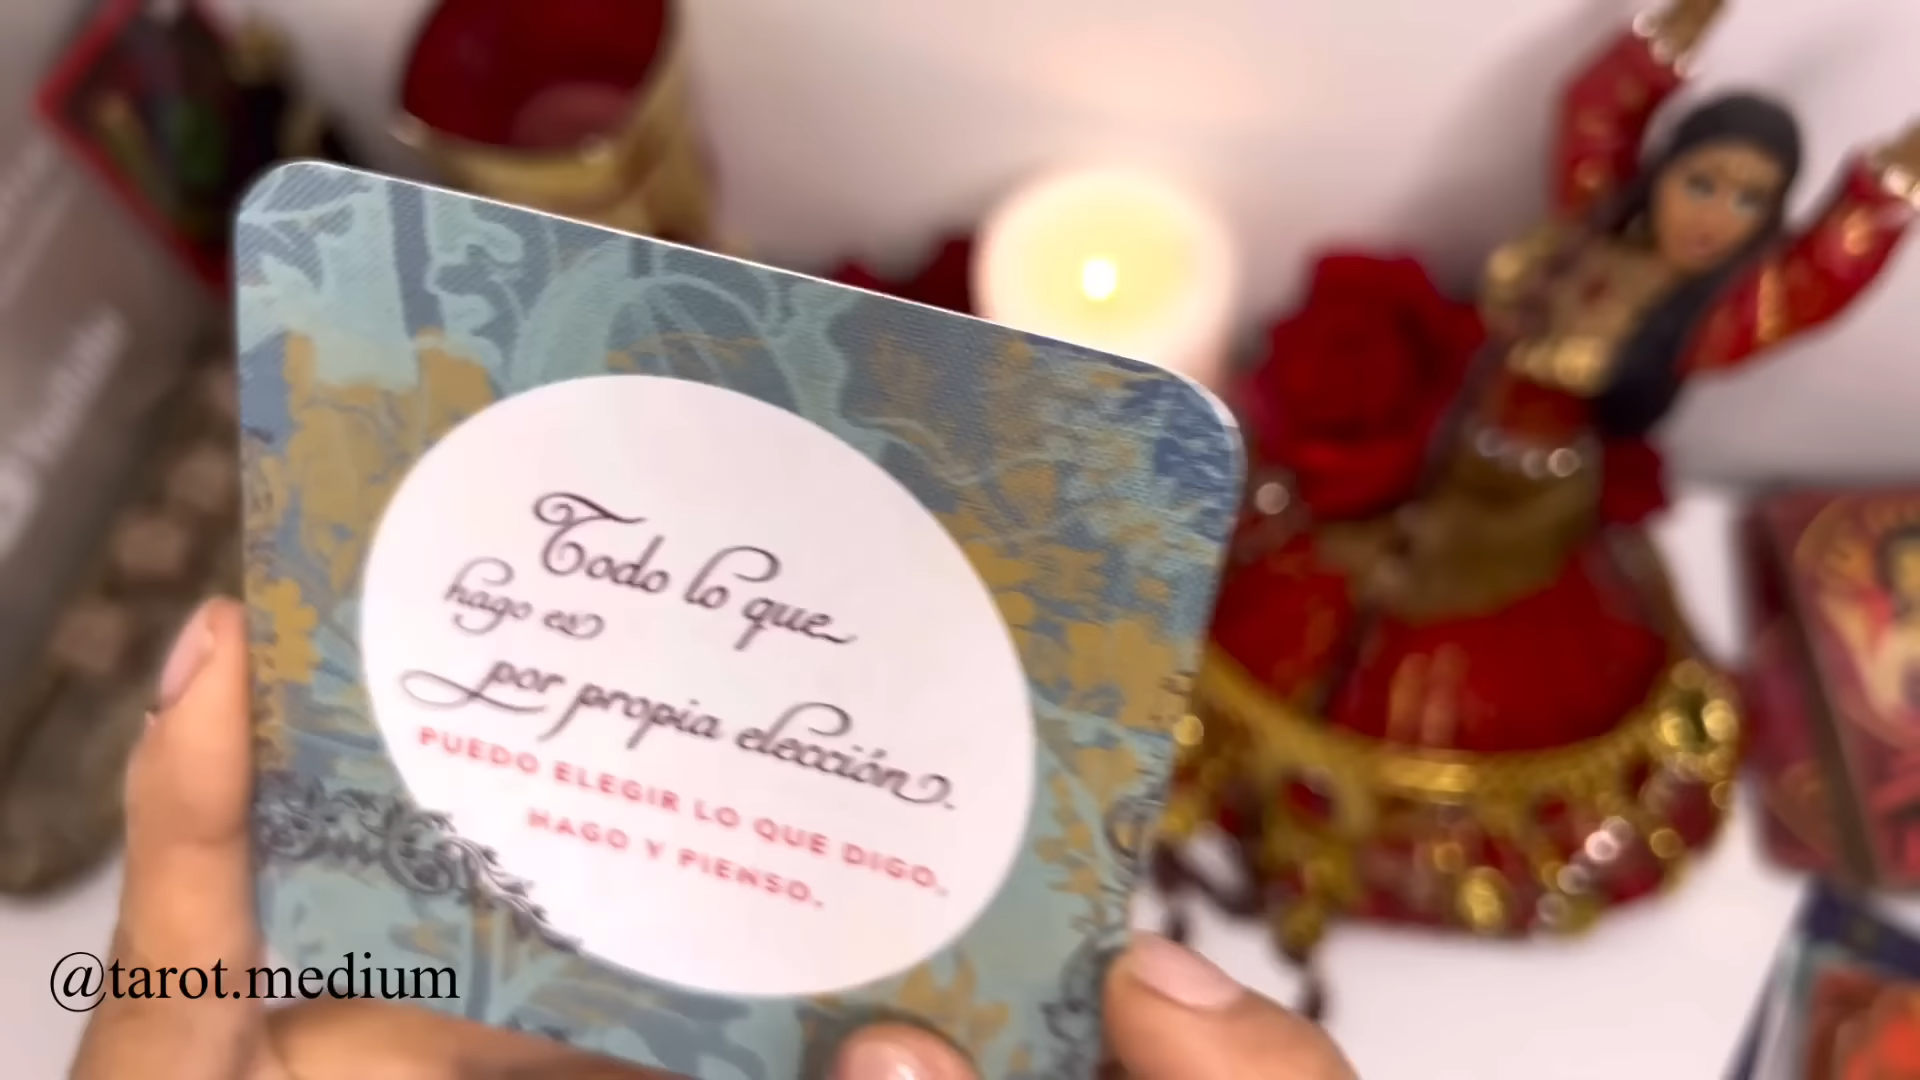 Todo lo que
hago es
por propia elección.
PUEDO ELEGIR LO QUE DIGO,
HAGO Y PIENSO.
@tarot.medium